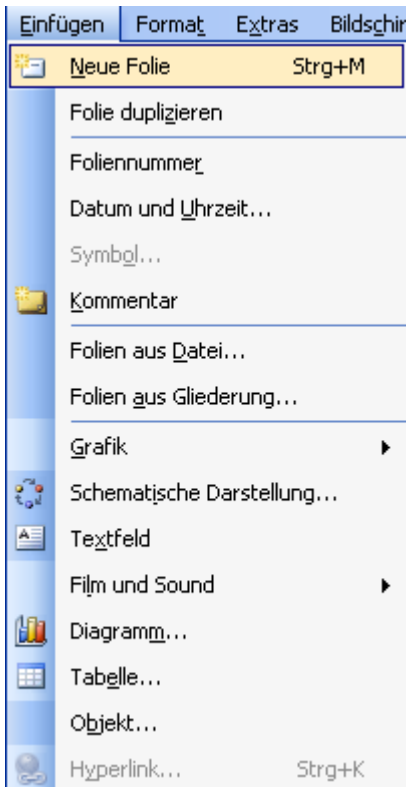 Einfügen Format Extras Bildschir
Neue Folie Strg+M
Folie duplizieren
Foliennummer
Datum und Uhrzeit...
Symbol...
Kommentar
Folien aus Datei...
Folien aus Gliederung...
Grafik
Schematische Darstellung...
Textfeld
Film und Sound
Diagramm...
Tabelle...
Objekt...
Hyperlink... Strg+K